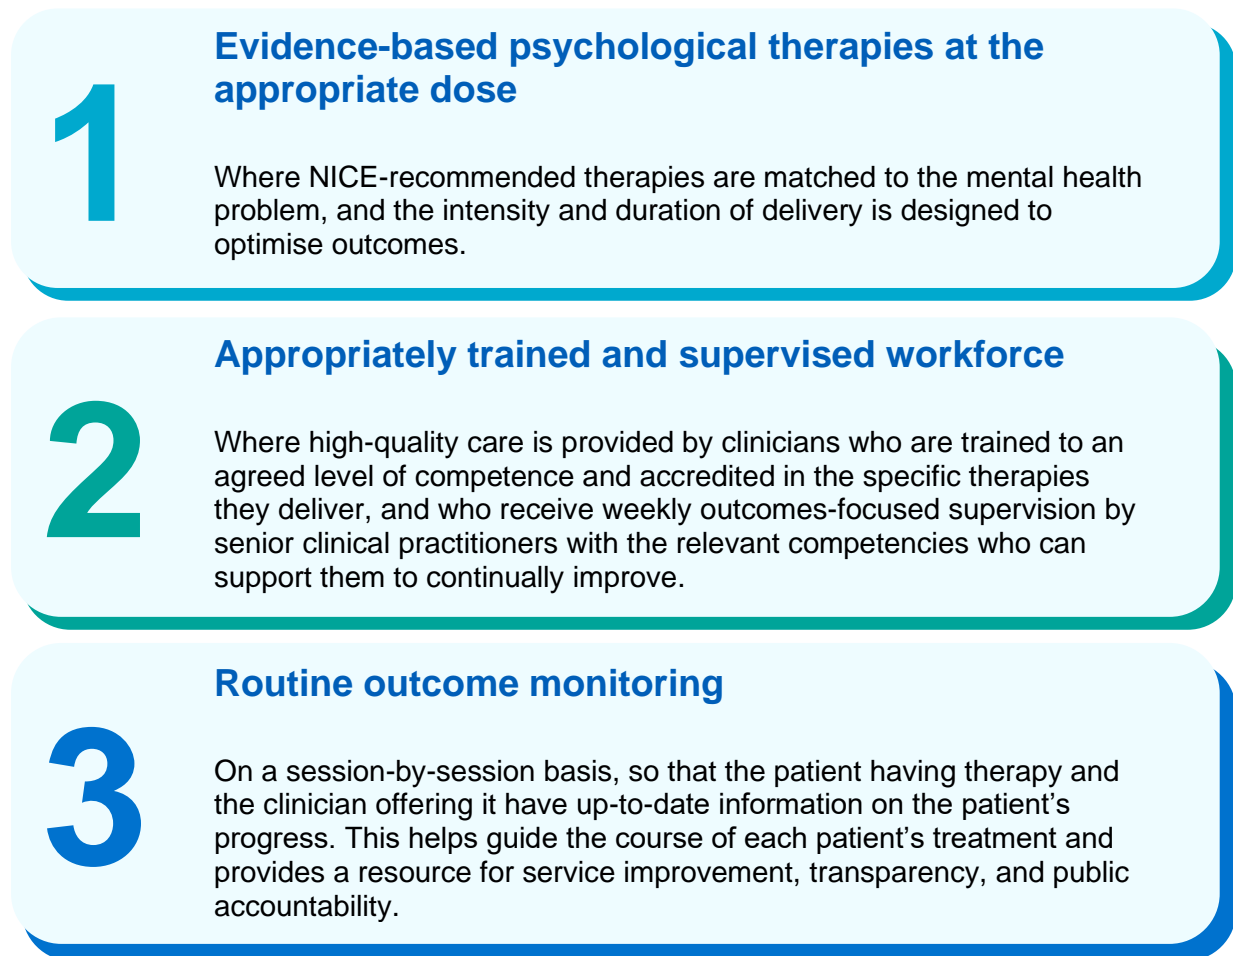 1
Evidence-based psychological therapies at the
appropriate dose
Where NICE-recommended therapies are matched to the mental health
problem, and the intensity and duration of delivery is designed to
optimise outcomes.
2
Appropriately trained and supervised workforce
Where high-quality care is provided by clinicians who are trained to an
agreed level of competence and accredited in the specific therapies
they deliver, and who receive weekly outcomes-focused supervision by
senior clinical practitioners with the relevant competencies who can
support them to continually improve.
3
Routine outcome monitoring
On a session-by-session basis, so that the patient having therapy and
the clinician offering it have up-to-date information on the patient’s
progress. This helps guide the course of each patient’s treatment and
provides a resource for service improvement, transparency, and public
accountability.